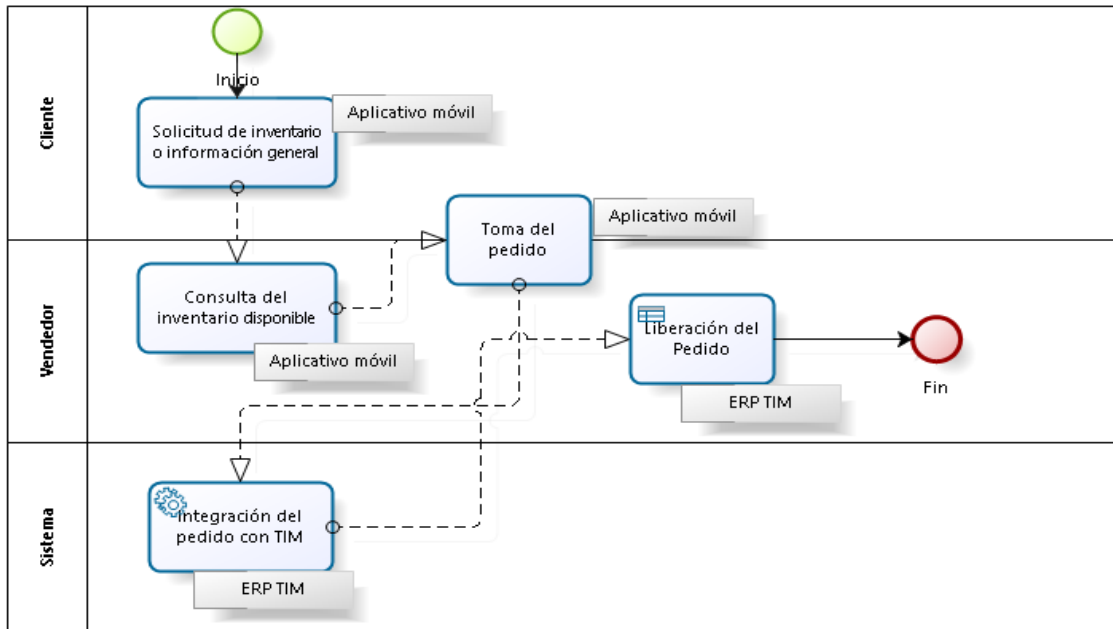 Cliente
Inicio
Solicitud de inventario
o información general
Aplicativo móvil
Toma del
pedido
Aplicativo móvil
Vendedor
Consulta del
inventario disponible
Aplicativo móvil
Liberación del
Pedido
ERP TIM
Fin
Sistema
Integración del
pedido con TIM
ERP TIM